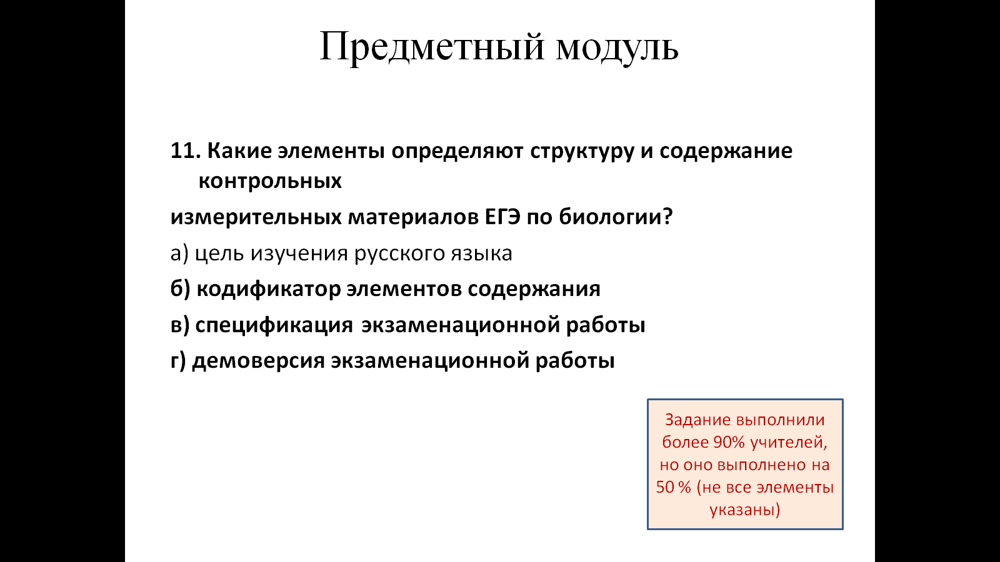 Предметный модуль
11. Какие элементы определяют структуру и содержание
контрольных
измерительных материалов ЕГЭ по биологии?
а) цель изучения русского языка
б) кодификатор элементов содержания
в) спецификация экзаменационной работы
г) демоверсия экзаменационной работы
Задание выполнили
более 90% учителей,
но оно выполнено на
50 % (не все элементы
указаны)